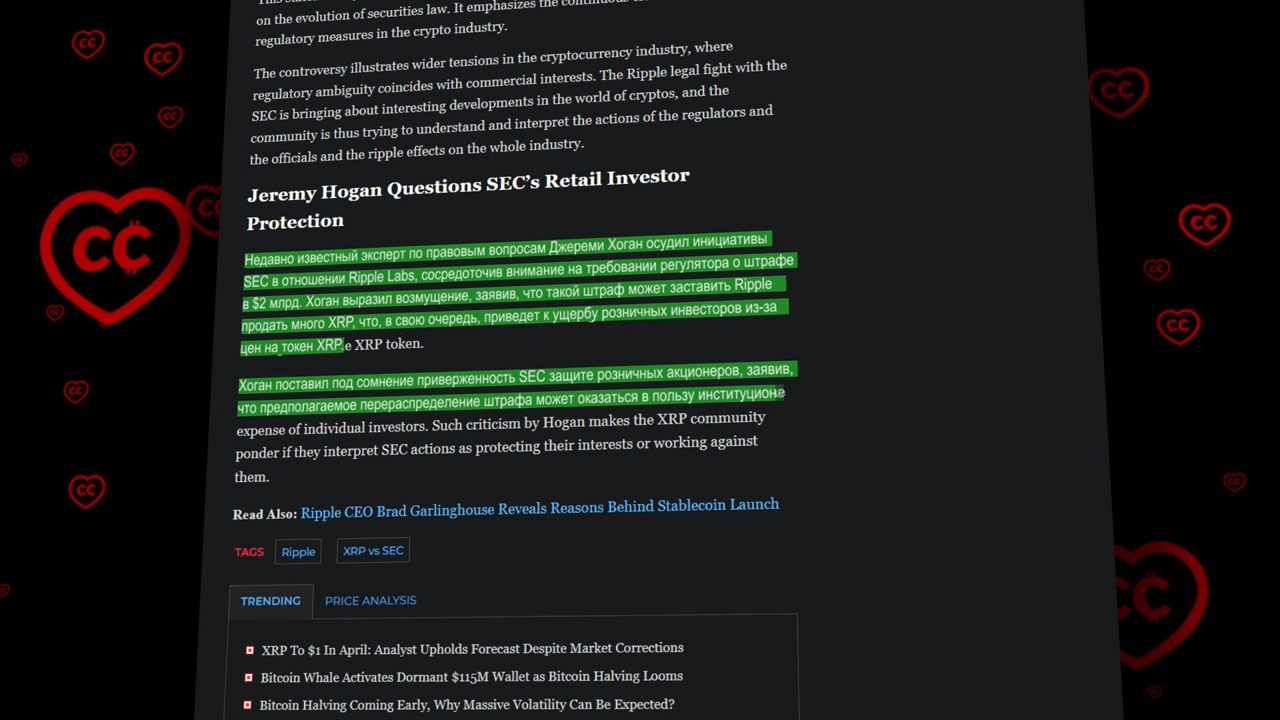 on the evolution of securities law. It emphasizes the continuous
regulatory measures in the crypto industry.
The controversy illustrates wider tensions in the cryptocurrency industry, where
regulatory ambiguity coincides with commercial interests. The Ripple legal fight with the
SEC is bringing about interesting developments in the world of cryptos, and the
community is thus trying to understand and interpret the actions of the regulators and
the officials and the ripple effects on the whole industry.
Jeremy Hogan Questions SEC’s Retail Investor
Protection
Недавно известный эксперт по правовым вопросам Джереми Хоган осудил инициативы
SEC в отношении Ripple Labs, сосредоточив внимание на требовании регулятора о штрафе
в $2 млрд. Хоган выразил возмущение, заявив, что такой штраф может заставить Ripple
продать много XRP, что, в свою очередь, приведет к ущербу розничных инвесторов из-за
цен на токен XRP.e XRP token.
Хоган поставил под сомнение приверженность SEC защите розничных акционеров, заявив,
что предполагаемое перераспределение штрафа может оказаться в пользу институцион
expense of individual investors. Such criticism by Hogan makes the XRP community
ponder if they interpret SEC actions as protecting their interests or working against
them.
Read Also: Ripple CEO Brad Garlinghouse Reveals Reasons Behind Stablecoin Launch
TAGS Ripple XRP vs SEC
TRENDING PRICE ANALYSIS
XRP To $1 In April: Analyst Upholds Forecast Despite Market Corrections
Bitcoin Whale Activates Dormant $115M Wallet as Bitcoin Halving Looms
Bitcoin Halving Coming Early, Why Massive Volatility Can Be Expected?